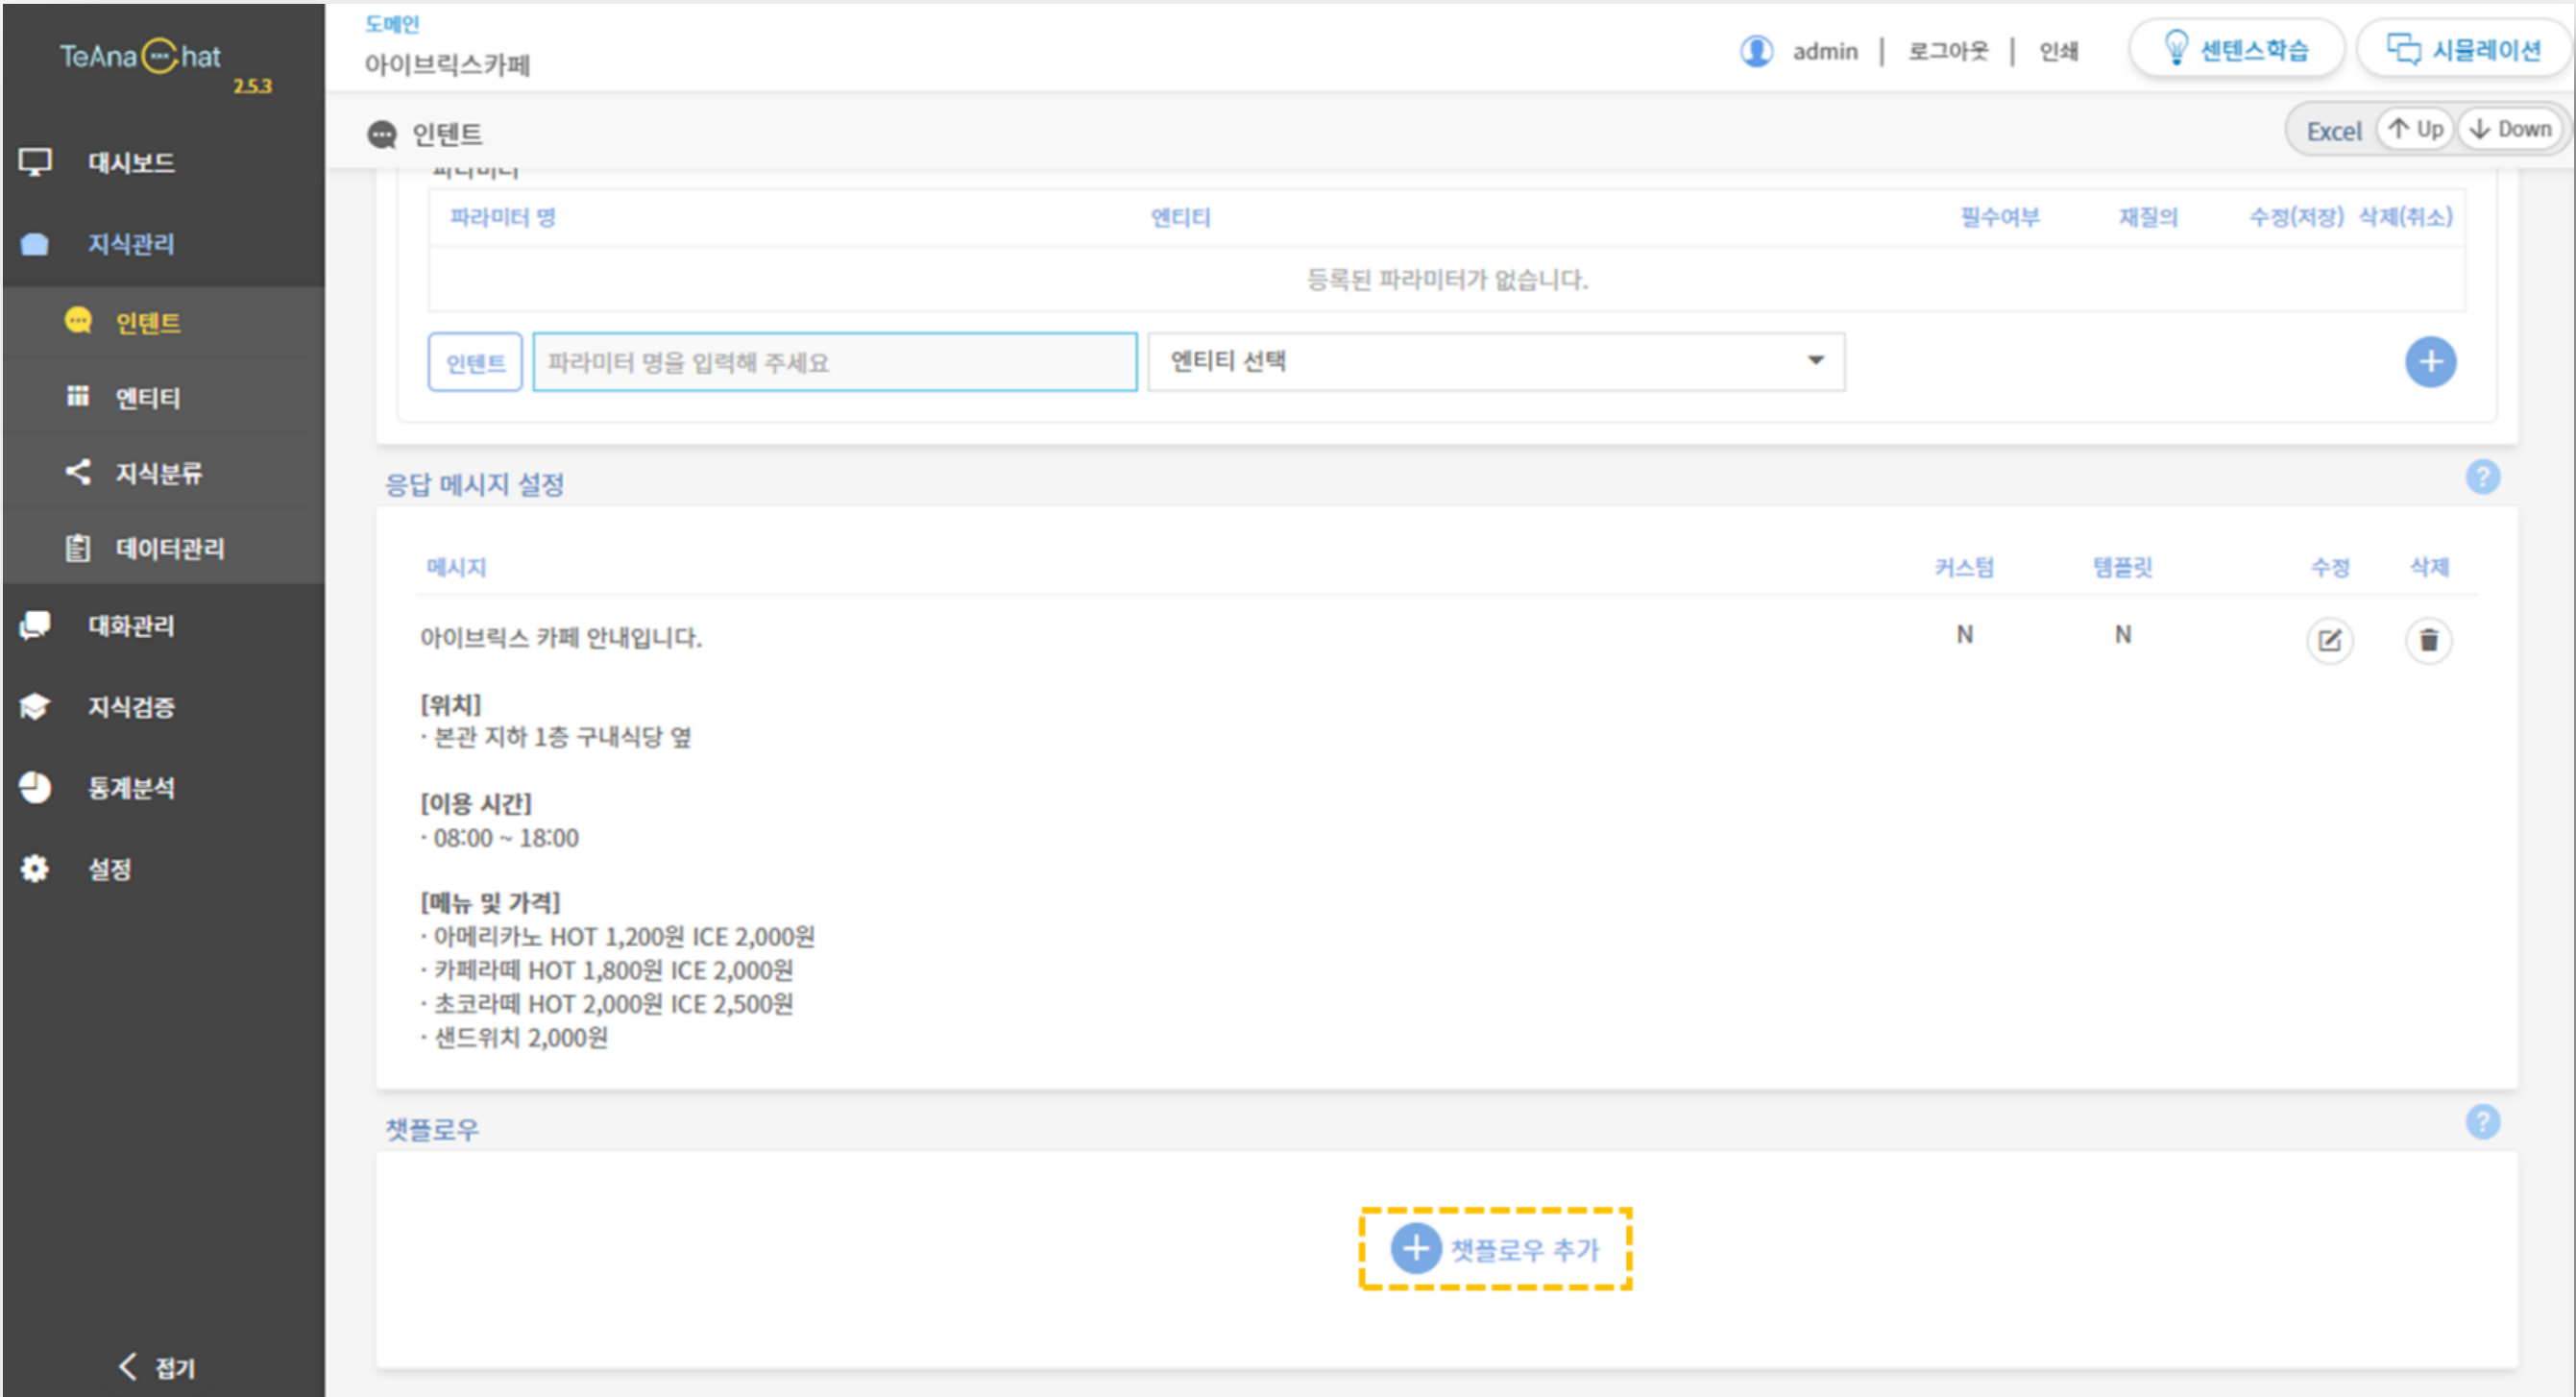 TeAnaChat
2.5.3
대시보드
지식관리
인텐트
엔티티
지식분류
데이터관리
대화관리
지식검증
통계분석
설정
접기
도메인
아이브릭스카페
admin | 로그아웃 | 인쇄
센텐스학습
시뮬레이션
인텐트
Excel Up Down
파라미터
파라미터 명 엔티티 필수여부 재질의 수정(저장) 삭제(취소)
등록된 파라미터가 없습니다.
인텐트 파라미터 명을 입력해 주세요 엔티티 선택
응답 메시지 설정 ?
메시지 커스텀 템플릿 수정 삭제
아이브릭스 카페 안내입니다. N N
[위치]
· 본관 지하 1층 구내식당 옆
[이용 시간]
· 08:00 ~ 18:00
[메뉴 및 가격]
· 아메리카노 HOT 1,200원 ICE 2,000원
· 카페라떼 HOT 1,800원 ICE 2,000원
· 초코라떼 HOT 2,000원 ICE 2,500원
· 샌드위치 2,000원
챗플로우 ?
챗플로우 추가